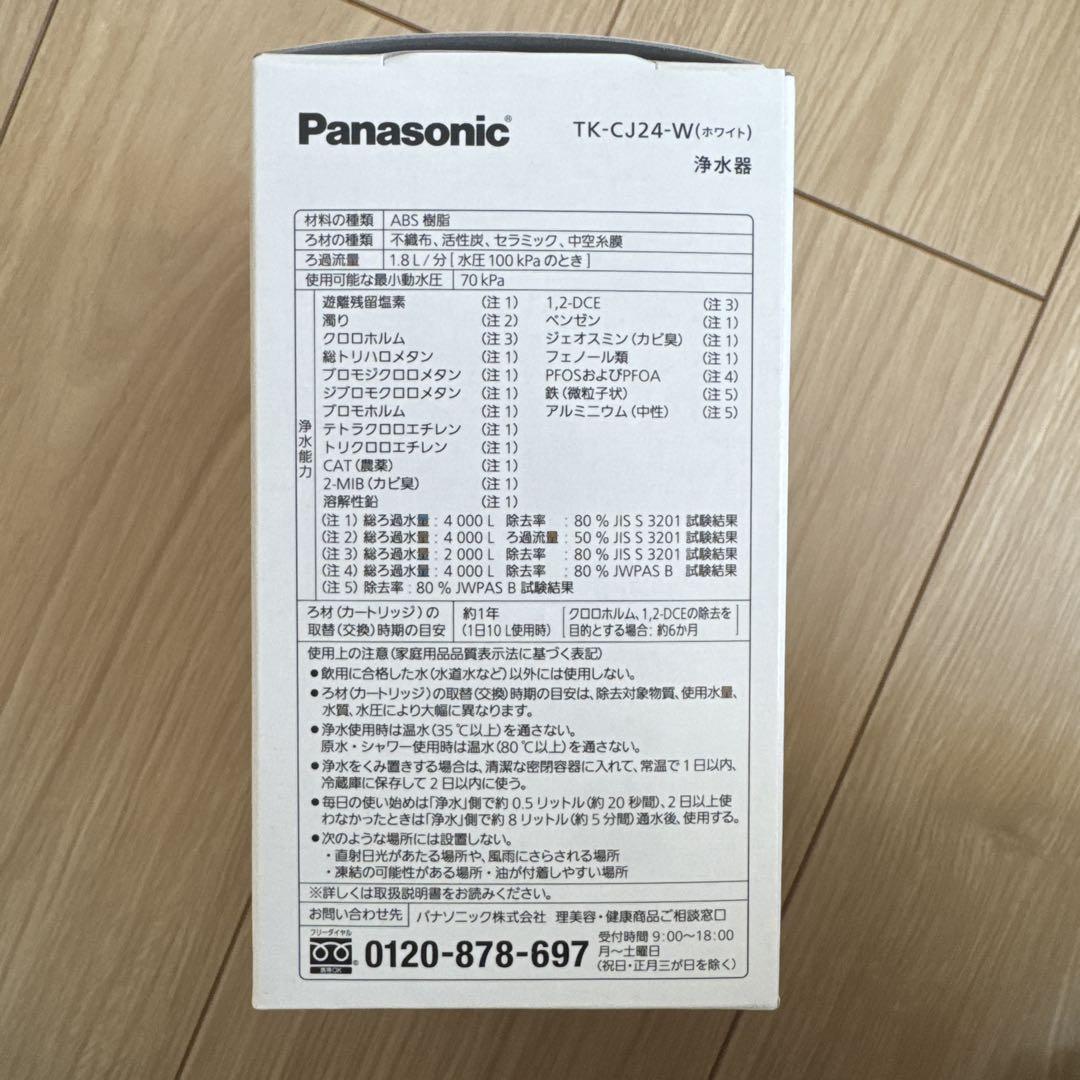 Panasonic®
TK-CJ24-W(ホワイト)
浄水器
材料の種類 ABS 樹脂
ろ材の種類 不織布、活性炭、セラミック、中空糸膜
ろ過流量 1.8 L / 分 [ 水圧 100 kPa のとき ]
使用可能な最小動水圧 70 kPa
浄水能力
遊離残留塩素 (注 1) 1,2-DCE (注 3)
濁り (注 2) ベンゼン (注 1)
クロロホルム (注 3) ジェオスミン(カビ臭) (注 1)
総トリハロメタン (注 1) フェノール類 (注 1)
ブロモジクロロメタン (注 1) PFOSおよびPFOA (注 4)
ジブロモクロロメタン (注 1) 鉄(微粒子状) (注 5)
ブロモホルム (注 1) アルミニウム(中性) (注 5)
テトラクロロエチレン (注 1)
トリクロロエチレン (注 1)
CAT(農薬) (注 1)
2-MIB(カビ臭) (注 1)
溶解性鉛 (注 1)
(注 1) 総ろ過水量 : 4 000 L 除去率 : 80 % JIS S 3201 試験結果
(注 2) 総ろ過水量 : 4 000 L ろ過流量 : 50 % JIS S 3201 試験結果
(注 3) 総ろ過水量 : 2 000 L 除去率 : 80 % JIS S 3201 試験結果
(注 4) 総ろ過水量 : 4 000 L 除去率 : 80 % JWPAS B 試験結果
(注 5) 除去率 : 80 % JWPAS B 試験結果
ろ材(カートリッジ)の 約1年 [クロロホルム、1,2-DCEの除去を
取替(交換)時期の目安 (1日10 L使用時) 目的とする場合: 約6か月]
使用上の注意(家庭用品品質表示法に基づく表記)
●飲用に合格した水(水道水など)以外には使用しない。
●ろ材(カートリッジ)の取替(交換)時期の目安は、除去対象物質、使用水量、
水質、水圧により大幅に異なります。
●浄水使用時は温水(35 ℃以上)を通さない。
原水・シャワー使用時は温水(80 ℃以上)を通さない。
●浄水をくみ置きする場合は、清潔な密閉容器に入れて、常温で 1 日以内、
冷蔵庫に保存して 2 日以内に使う。
●毎日の使い始めは「浄水」側で約 0.5 リットル(約 20 秒間)、2 日以上使
わなかったときは「浄水」側で約 8 リットル(約 5 分間)通水後、使用する。
●次のような場所には設置しない。
・直射日光があたる場所や、風雨にさらされる場所
・凍結の可能性がある場所・油が付着しやすい場所
※詳しくは取扱説明書をお読みください。
お問い合わせ先 パナソニック株式会社 理美容・健康商品ご相談窓口
フリーダイヤル
携帯OK
0120-878-697
受付時間 9:00〜18:00
月〜土曜日
(祝日・正月三が日を除く)